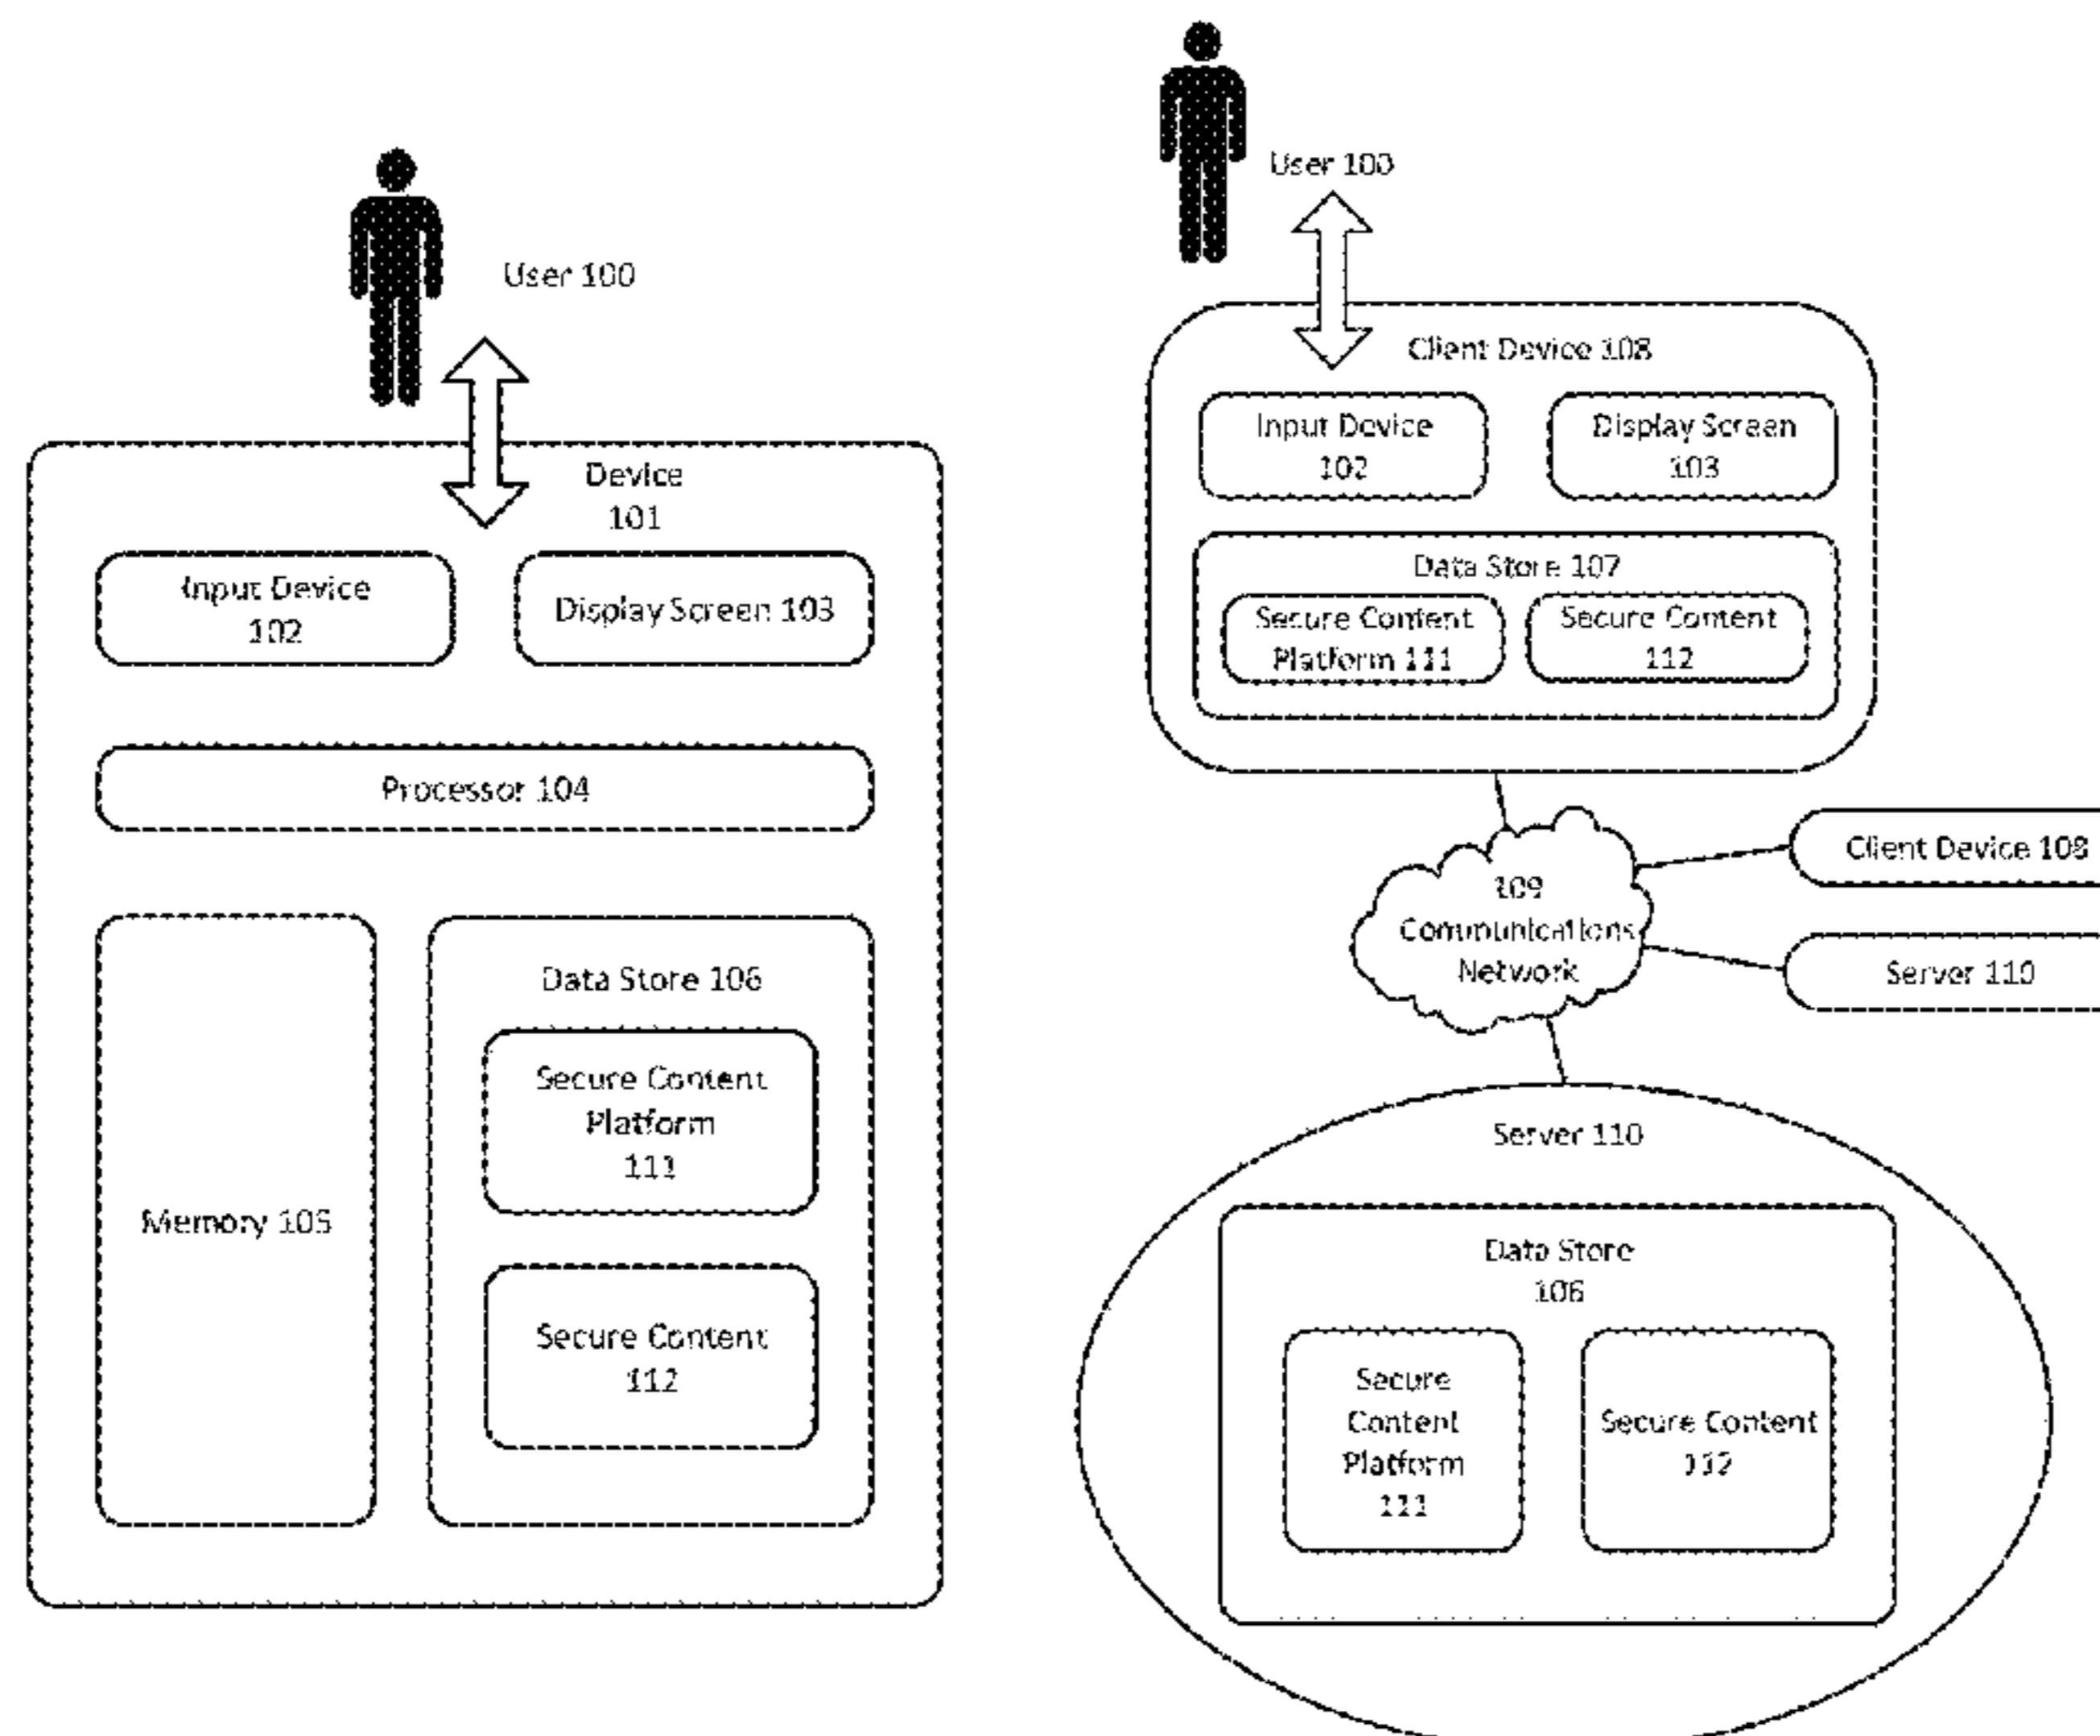 User 100
Device
101
Input Device
102
Display Screen 103
Processor 104
Memory 105
Data Store 106
Secure Content
Platform
111
Secure Content
112
User 100
Client Device 108
Input Device
102
Display Screen
103
Data Store 107
Secure Content
Platform 111
Secure Content
112
109
Communications
Network
Client Device 108
Server 110
Server 110
Data Store
106
Secure
Content
Platform
111
Secure Content
112